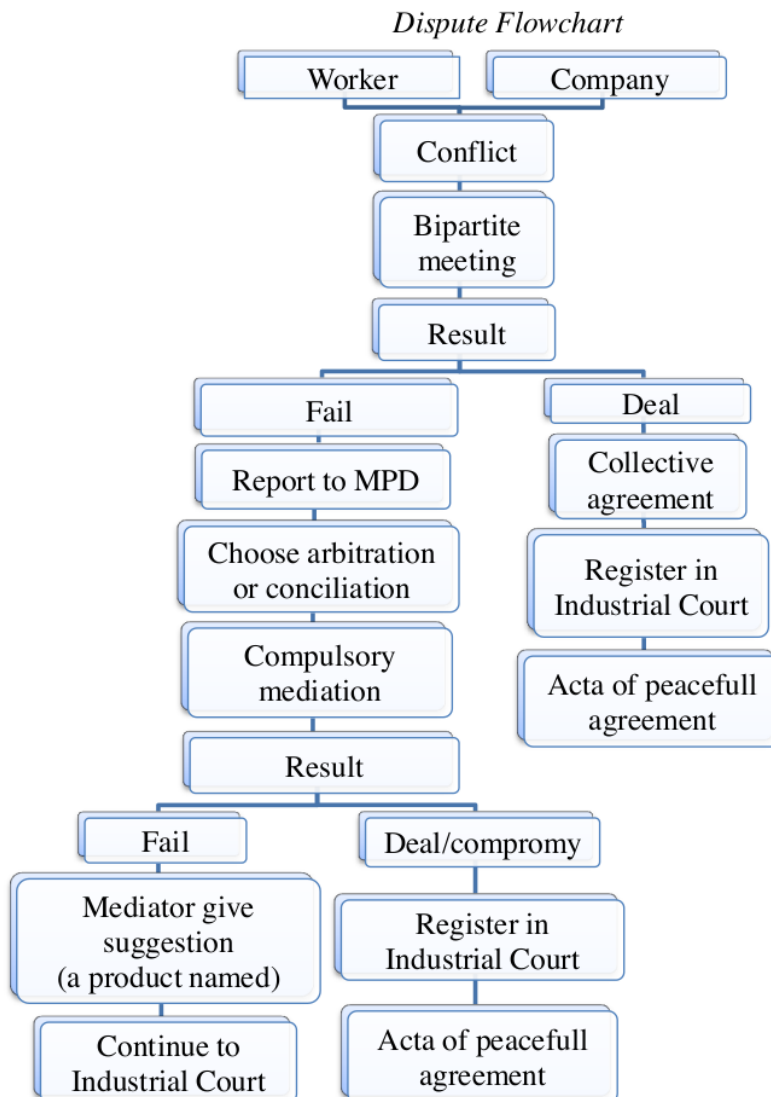 Dispute Flowchart
Worker
Company
Conflict
Bipartite
meeting
Result
Fail
Deal
Report to MPD
Collective
agreement
Choose arbitration
or conciliation
Register in
Industrial Court
Compulsory
mediation
Acta of peacefull
agreement
Result
Fail
Deal/compromy
Mediator give
suggestion
(a product named)
Register in
Industrial Court
Continue to
Industrial Court
Acta of peacefull
agreement